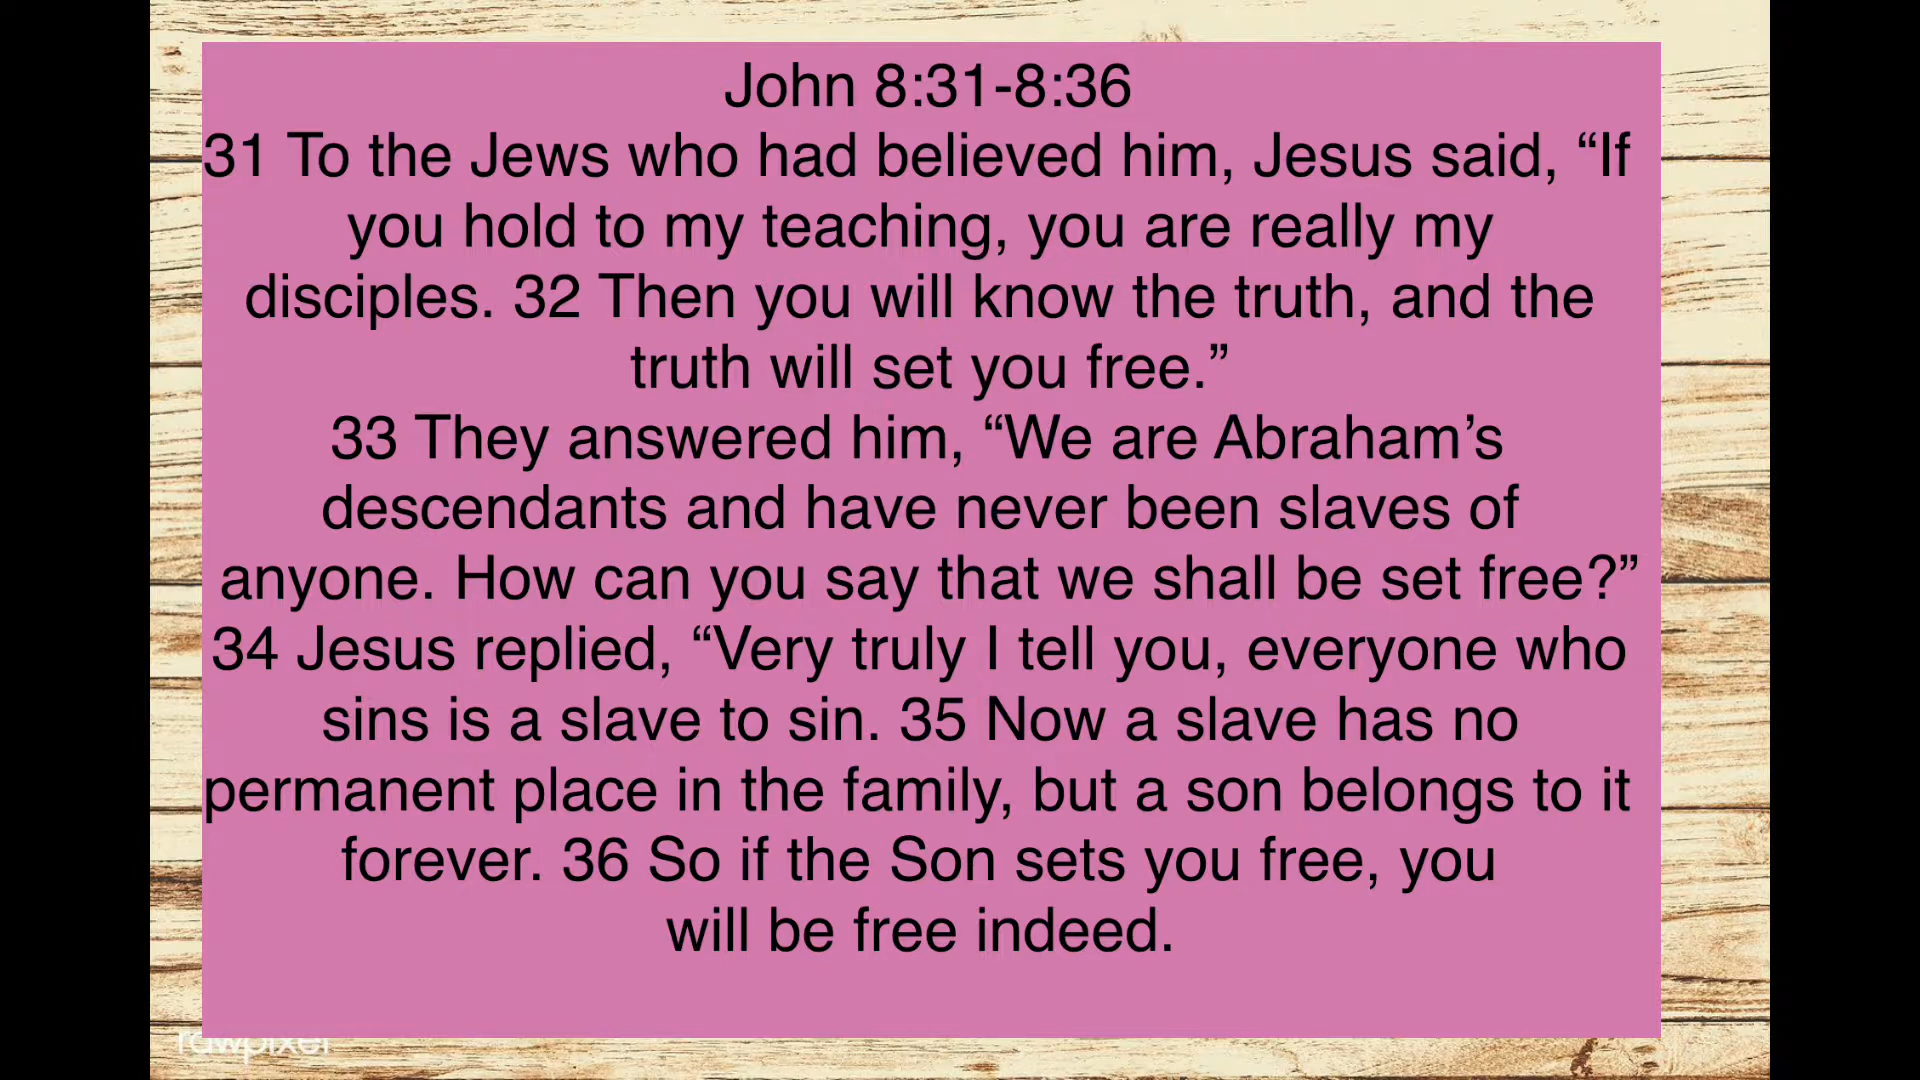 John 8:31-8:36
31 To the Jews who had believed him, Jesus said, “If
you hold to my teaching, you are really my
disciples. 32 Then you will know the truth, and the
truth will set you free.”
33 They answered him, “We are Abraham’s
descendants and have never been slaves of
anyone. How can you say that we shall be set free?”
34 Jesus replied, “Very truly I tell you, everyone who
sins is a slave to sin. 35 Now a slave has no
permanent place in the family, but a son belongs to it
forever. 36 So if the Son sets you free, you
will be free indeed.
rawpixel